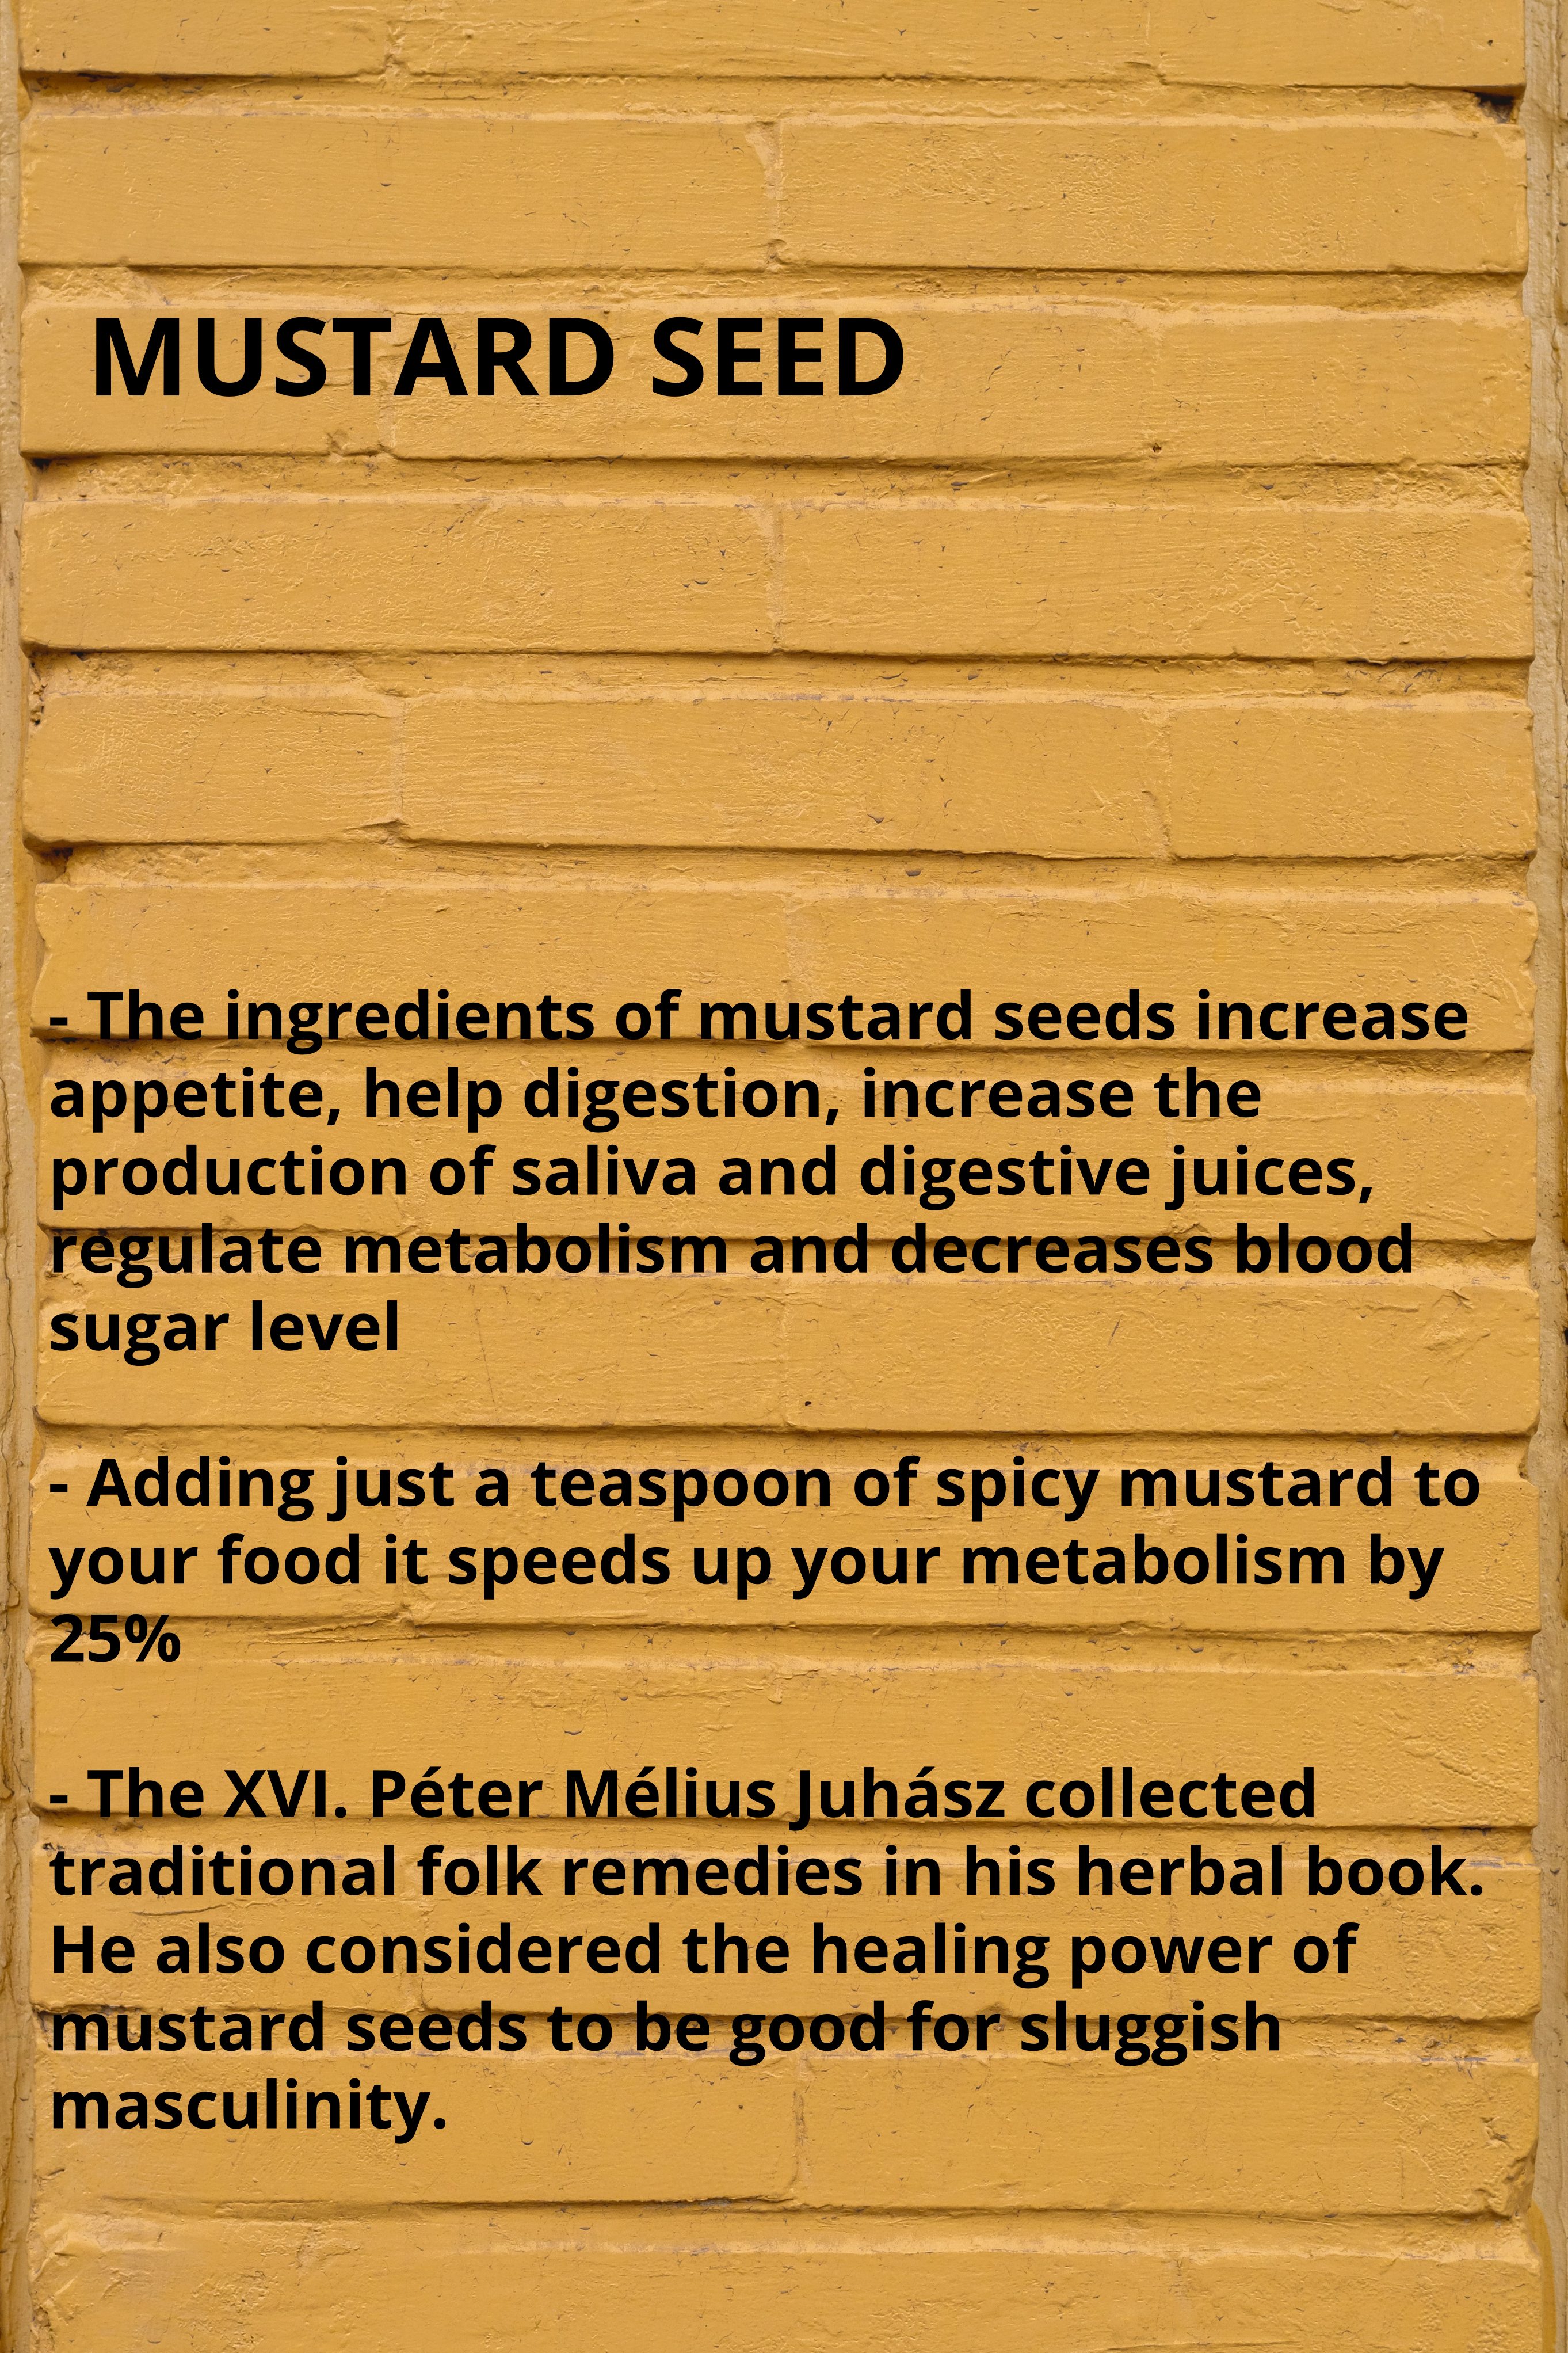 MUSTARD SEED
- The ingredients of mustard seeds increase
appetite, help digestion, increase the
production of saliva and digestive juices,
regulate metabolism and decreases blood
sugar level
- Adding just a teaspoon of spicy mustard to
your food it speeds up your metabolism by
25%
- The XVI. Péter Mélius Juhász collected
traditional folk remedies in his herbal book.
He also considered the healing power of
mustard seeds to be good for sluggish
masculinity.